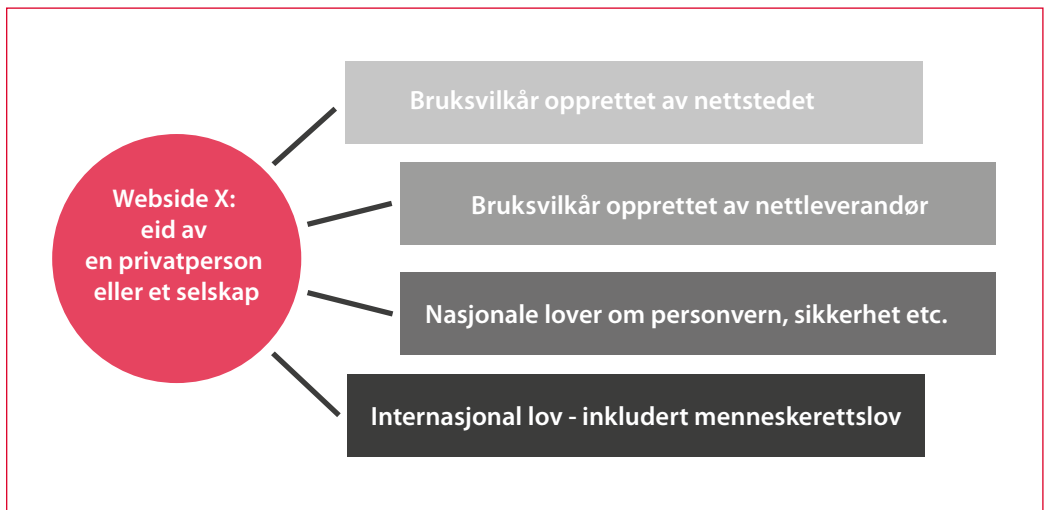 Bruksvilkår opprettet av nettstedet
Webside X:
eid av
en privatperson
eller et selskap
Bruksvilkår opprettet av nettleverandør
Nasjonale lover om personvern, sikkerhet etc.
Internasjonal lov - inkludert menneskerettslov